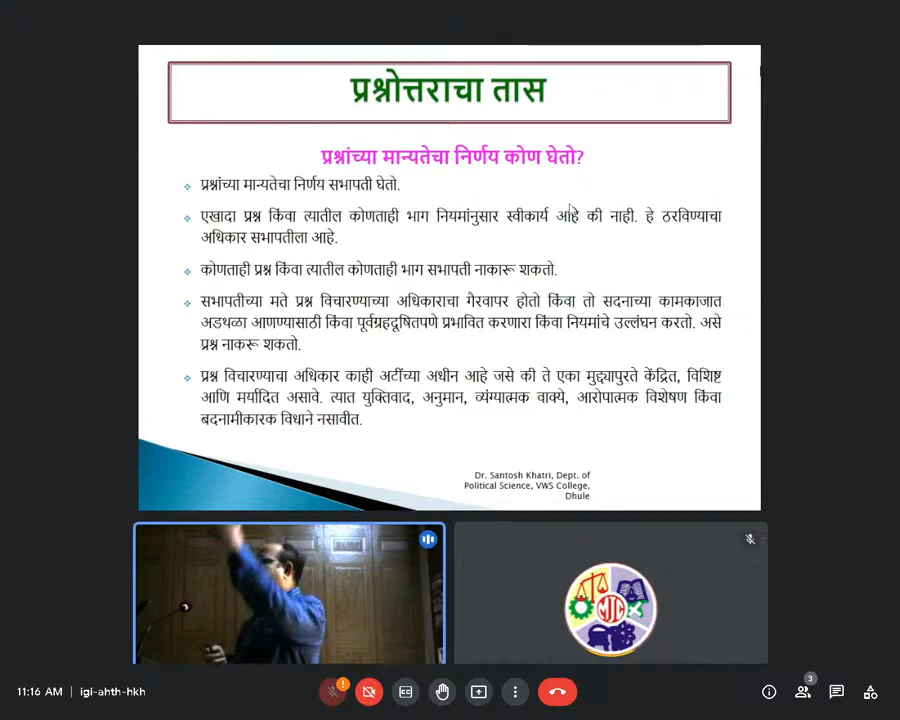 प्रश्नोत्तराचा तास
प्रश्नांच्या मान्यतेचा निर्णय कोण घेतो?
प्रश्नांच्या मान्यतेचा निर्णय सभापती घेतो.
एखादा प्रश्न किंवा त्यातील कोणताही भाग नियमांनुसार स्वीकार्य आहे की नाही. हे ठरविण्याचा
अधिकार सभापतीला आहे.
कोणताही प्रश्न किंवा त्यातील कोणताही भाग सभापती नाकारू शकतो.
सभापतीच्या मते प्रश्न विचारण्याच्या अधिकाराचा गैरवापर होतो किंवा तो सदनाच्या कामकाजात
अडथळा आणण्यासाठी किंवा पूर्वग्रहदूषितपणे प्रभावित करणारा किंवा नियमांचे उल्लंघन करतो. असे
प्रश्न नाकरू शकतो.
प्रश्न विचारण्याचा अधिकार काही अटींच्या अधीन आहे जसे की ते एका मुद्द्यापुरते केंद्रित, विशिष्ट
आणि मर्यादित असावे. त्यात युक्तिवाद, अनुमान, व्यंग्यात्मक वाक्ये, आरोपात्मक विशेषण किंवा
बदनामीकारक विधाने नसावीत.
Dr. Santosh Khatri, Dept. of
Political Science, VWS College,
Dhule
MJC
11:16 AM | igi-ahth-hkh
3